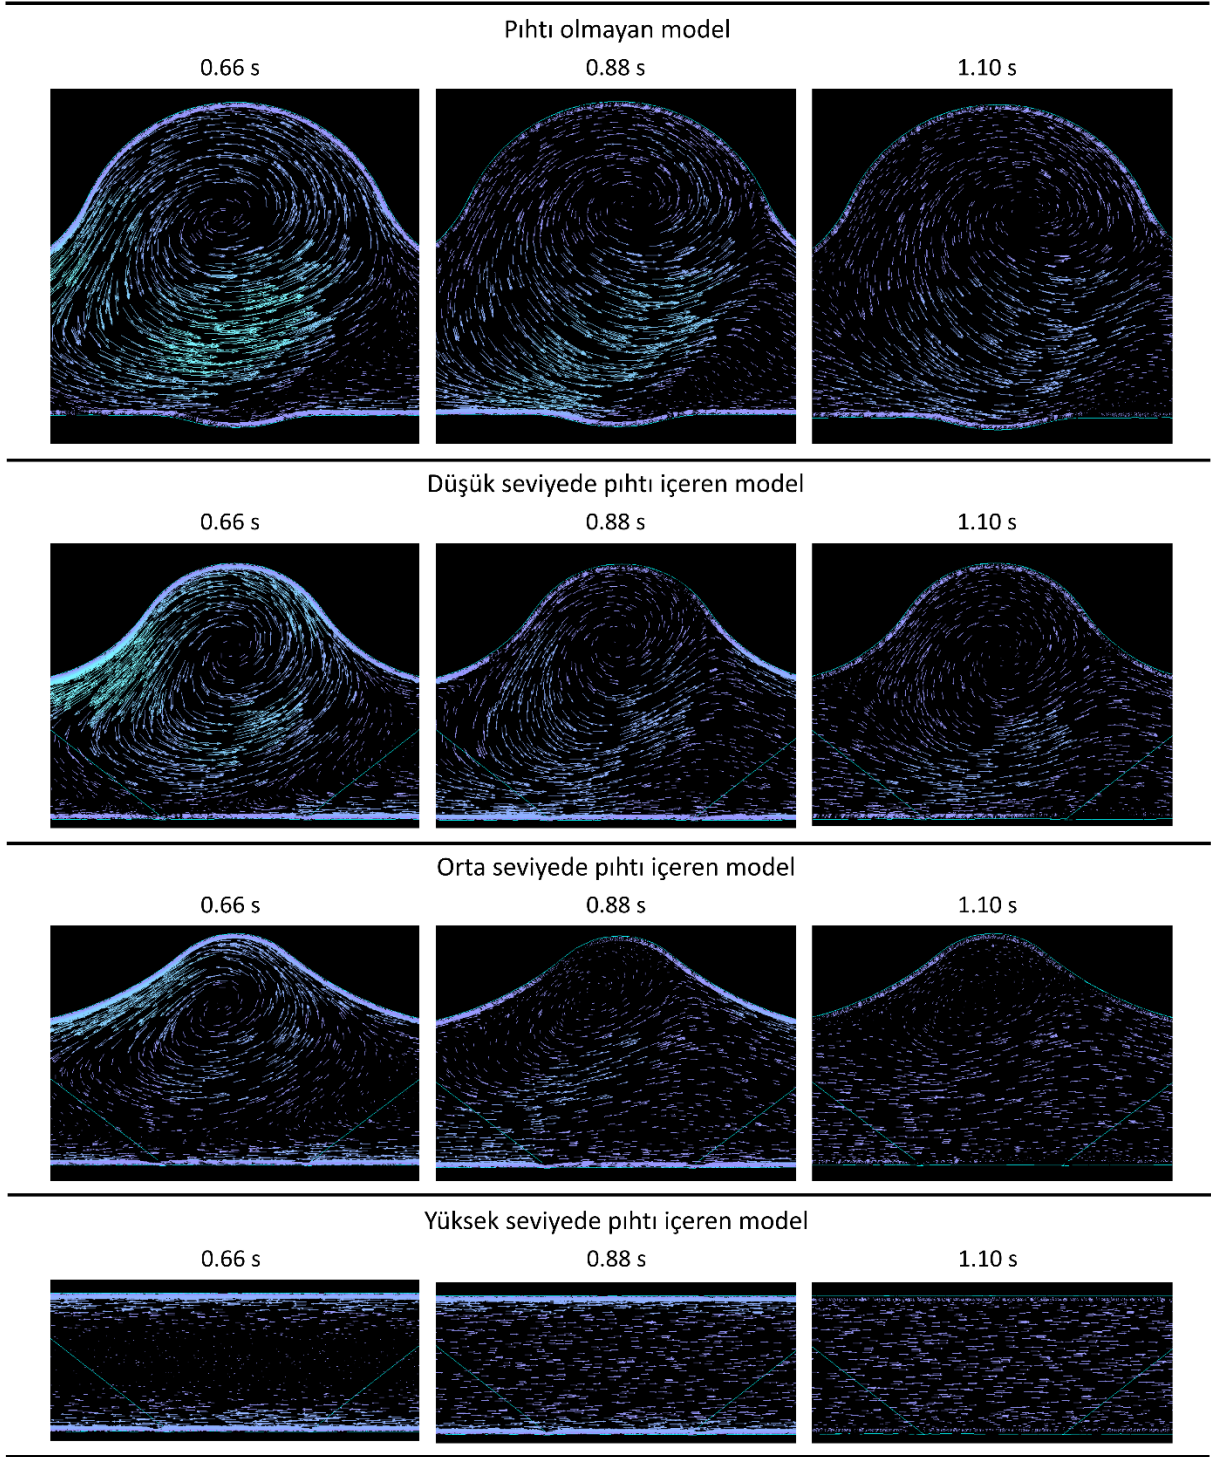 Pıhtı olmayan model
0.66 s 0.88 s 1.10 s
Düşük seviyede pıhtı içeren model
0.66 s 0.88 s 1.10 s
Orta seviyede pıhtı içeren model
0.66 s 0.88 s 1.10 s
Yüksek seviyede pıhtı içeren model
0.66 s 0.88 s 1.10 s